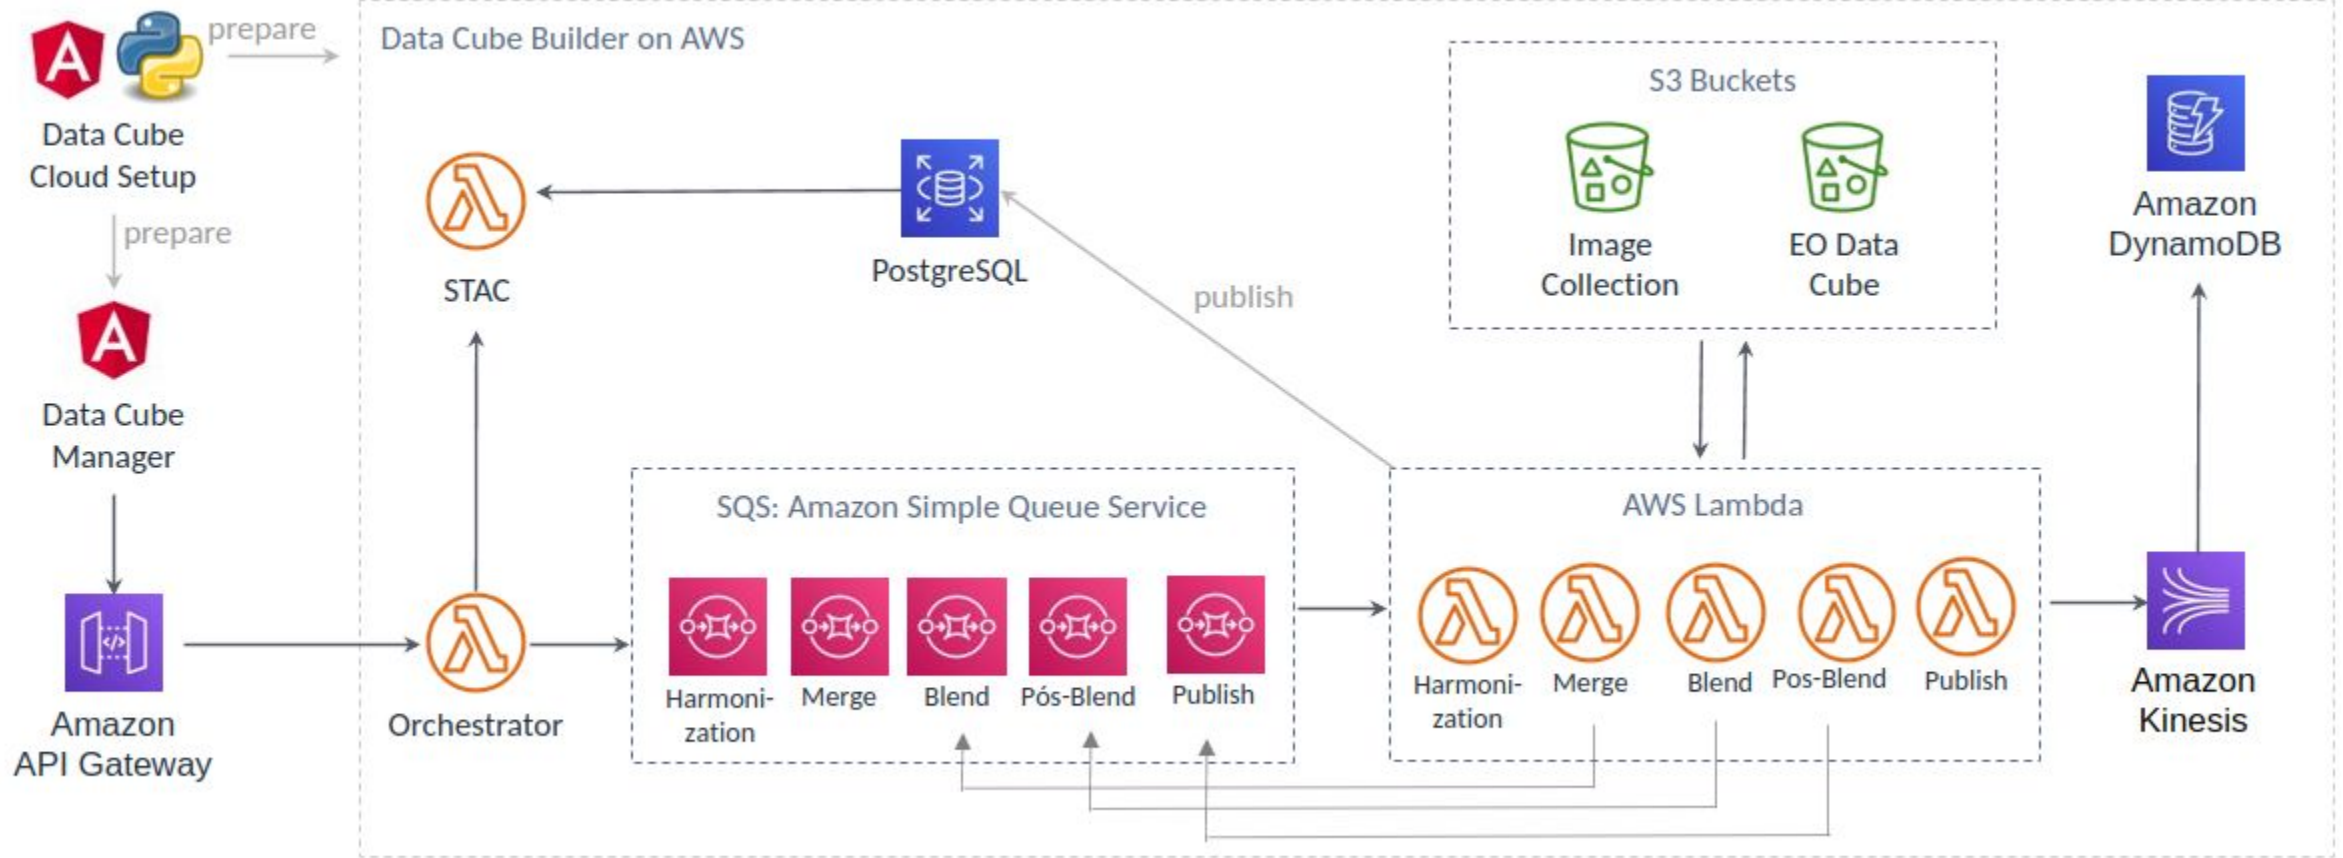 prepare
Data Cube
Cloud Setup
prepare
Data Cube
Manager
Amazon
API Gateway
Data Cube Builder on AWS
STAC
PostgreSQL
publish
S3 Buckets
Image
Collection
EO Data
Cube
Amazon
DynamoDB
Orchestrator
SQS: Amazon Simple Queue Service
Harmoni-
zation
Merge
Blend
Pós-Blend
Publish
AWS Lambda
Harmoni-
zation
Merge
Blend
Pos-Blend
Publish
Amazon
Kinesis